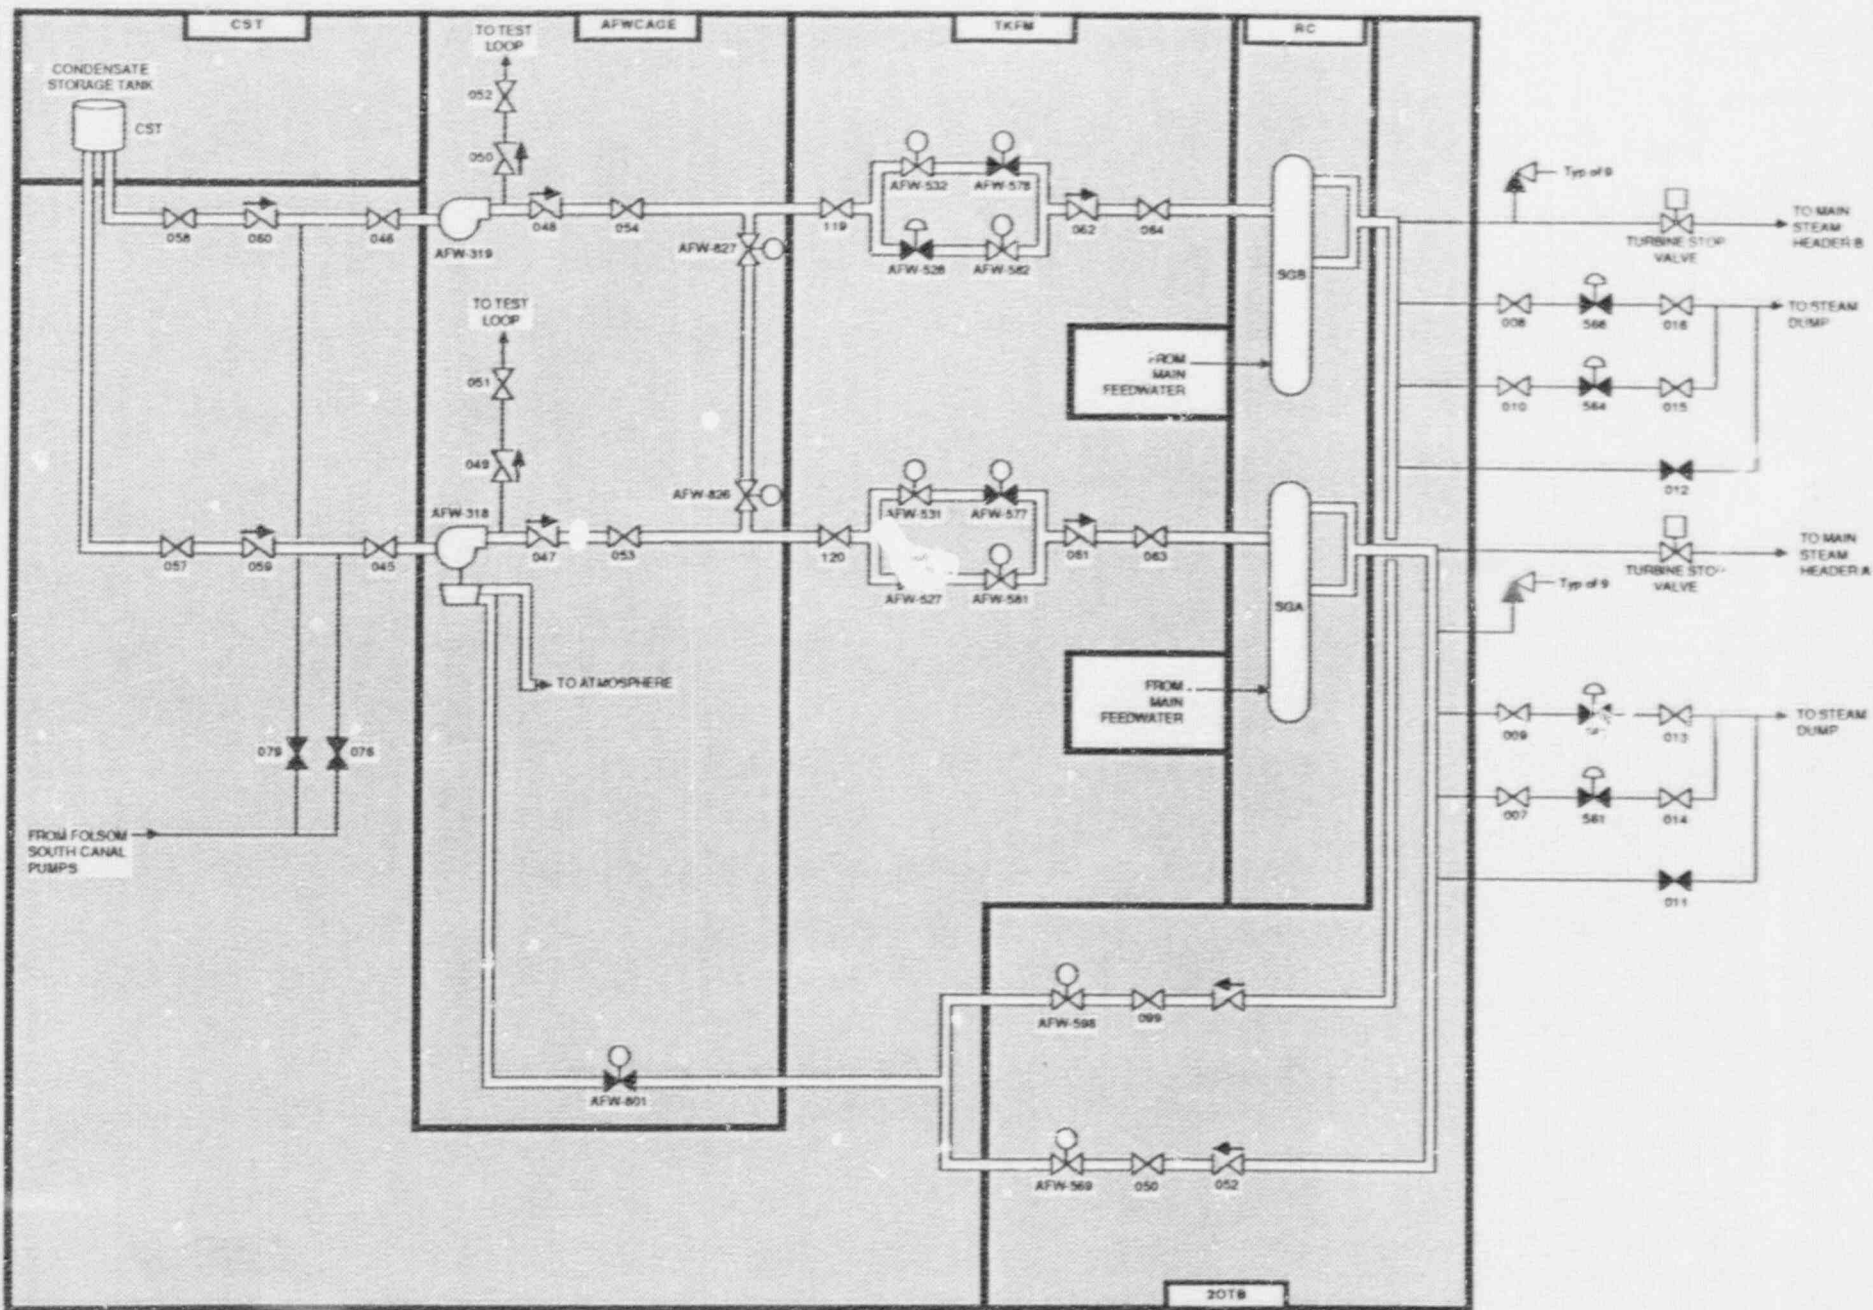 CST
AFWCAGE
TKFM
RC
CONDENSATE
STORAGE TANK
CST
TO TEST
LOOP
052
050
058
060
046
AFW-319
048
054
AFW-827
119
AFW-532
AFW-578
AFW-528
AFW-582
062
064
SGB
Typ of 9
TURBINE STOP
VALVE
TO MAIN
STEAM
HEADER B
008
566
016
TO STEAM
DUMP
010
564
015
012
FROM
MAIN
FEEDWATER
TO TEST
LOOP
051
049
057
059
045
AFW-318
047
053
AFW-826
120
AFW-531
AFW-577
AFW-527
AFW-581
061
063
SGA
TURBINE STOP
VALVE
TO MAIN
STEAM
HEADER A
Typ of 9
TO ATMOSPHERE
FROM
MAIN
FEEDWATER
009
013
TO STEAM
DUMP
007
561
014
011
079
076
FROM FOLSOM
SOUTH CANAL
PUMPS
AFW-598
099
AFW-801
AFW-569
050
052
20TB